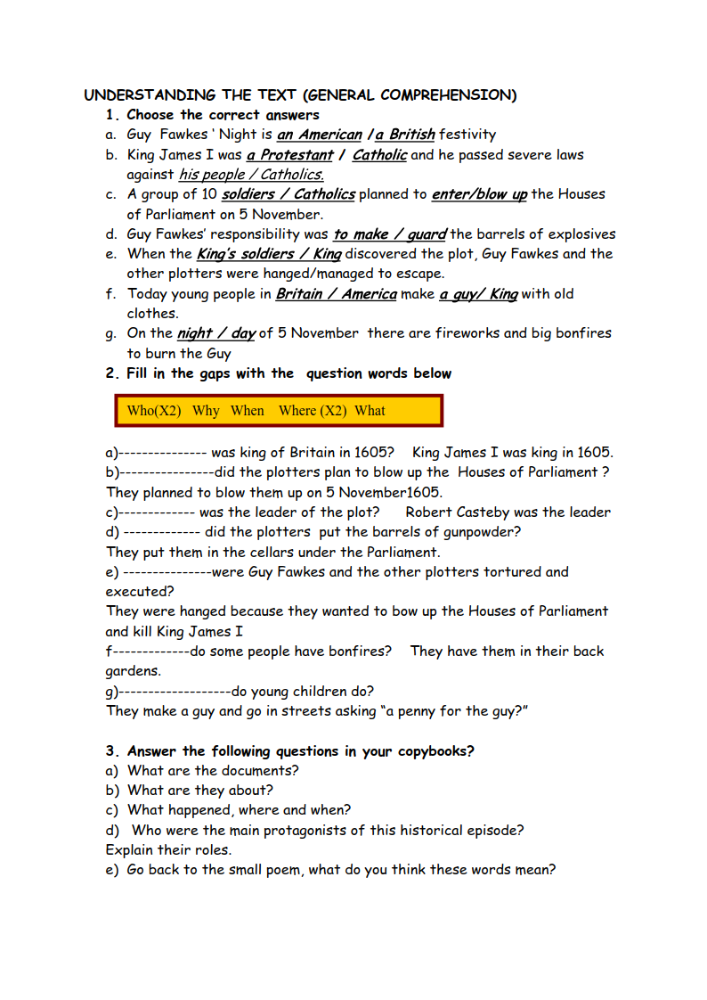 UNDERSTANDING THE TEXT (GENERAL COMPREHENSION)
1. Choose the correct answers
a. Guy Fawkes ‘ Night is an American /a British festivity
b. King James I was a Protestant / Catholic and he passed severe laws
against his people / Catholics.
c. A group of 10 soldiers / Catholics planned to enter/blow up the Houses
of Parliament on 5 November.
d. Guy Fawkes’ responsibility was to make / guard the barrels of explosives
e. When the King’s soldiers / King discovered the plot, Guy Fawkes and the
other plotters were hanged/managed to escape.
f. Today young people in Britain / America make a guy/ King with old
clothes.
g. On the night / day of 5 November there are fireworks and big bonfires
to burn the Guy
2. Fill in the gaps with the question words below
Who(X2) Why When Where (X2) What
a)--------------- was king of Britain in 1605? King James I was king in 1605.
b)----------------did the plotters plan to blow up the Houses of Parliament ?
They planned to blow them up on 5 November1605.
c)------------- was the leader of the plot? Robert Casteby was the leader
d) ------------- did the plotters put the barrels of gunpowder?
They put them in the cellars under the Parliament.
e) ---------------were Guy Fawkes and the other plotters tortured and
executed?
They were hanged because they wanted to bow up the Houses of Parliament
and kill King James I
f-------------do some people have bonfires? They have them in their back
gardens.
g)-------------------do young children do?
They make a guy and go in streets asking “a penny for the guy?”
3. Answer the following questions in your copybooks?
a) What are the documents?
b) What are they about?
c) What happened, where and when?
d) Who were the main protagonists of this historical episode?
Explain their roles.
e) Go back to the small poem, what do you think these words mean?